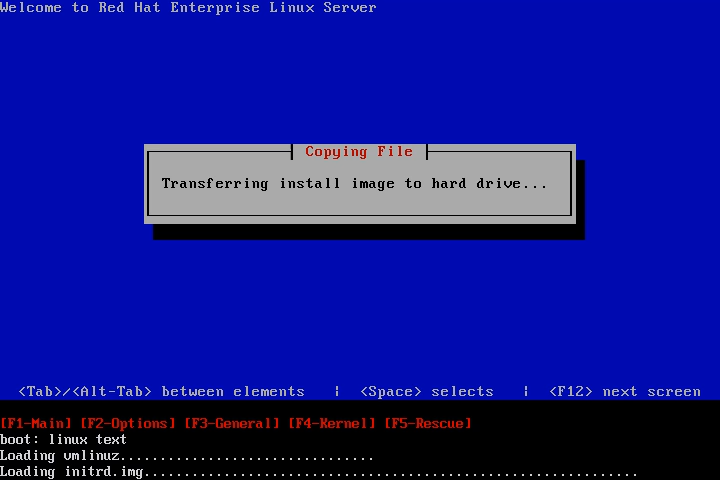 Welcome to Red Hat Enterprise Linux Server
Copying File
Transferring install image to hard drive...
<Tab>/<Alt-Tab> between elements | <Space> selects | <F12> next screen
[F1-Main] [F2-Options] [F3-General] [F4-Kernel] [F5-Rescue]
boot: linux text
Loading vmlinuz................................
Loading initrd.img.............................................................